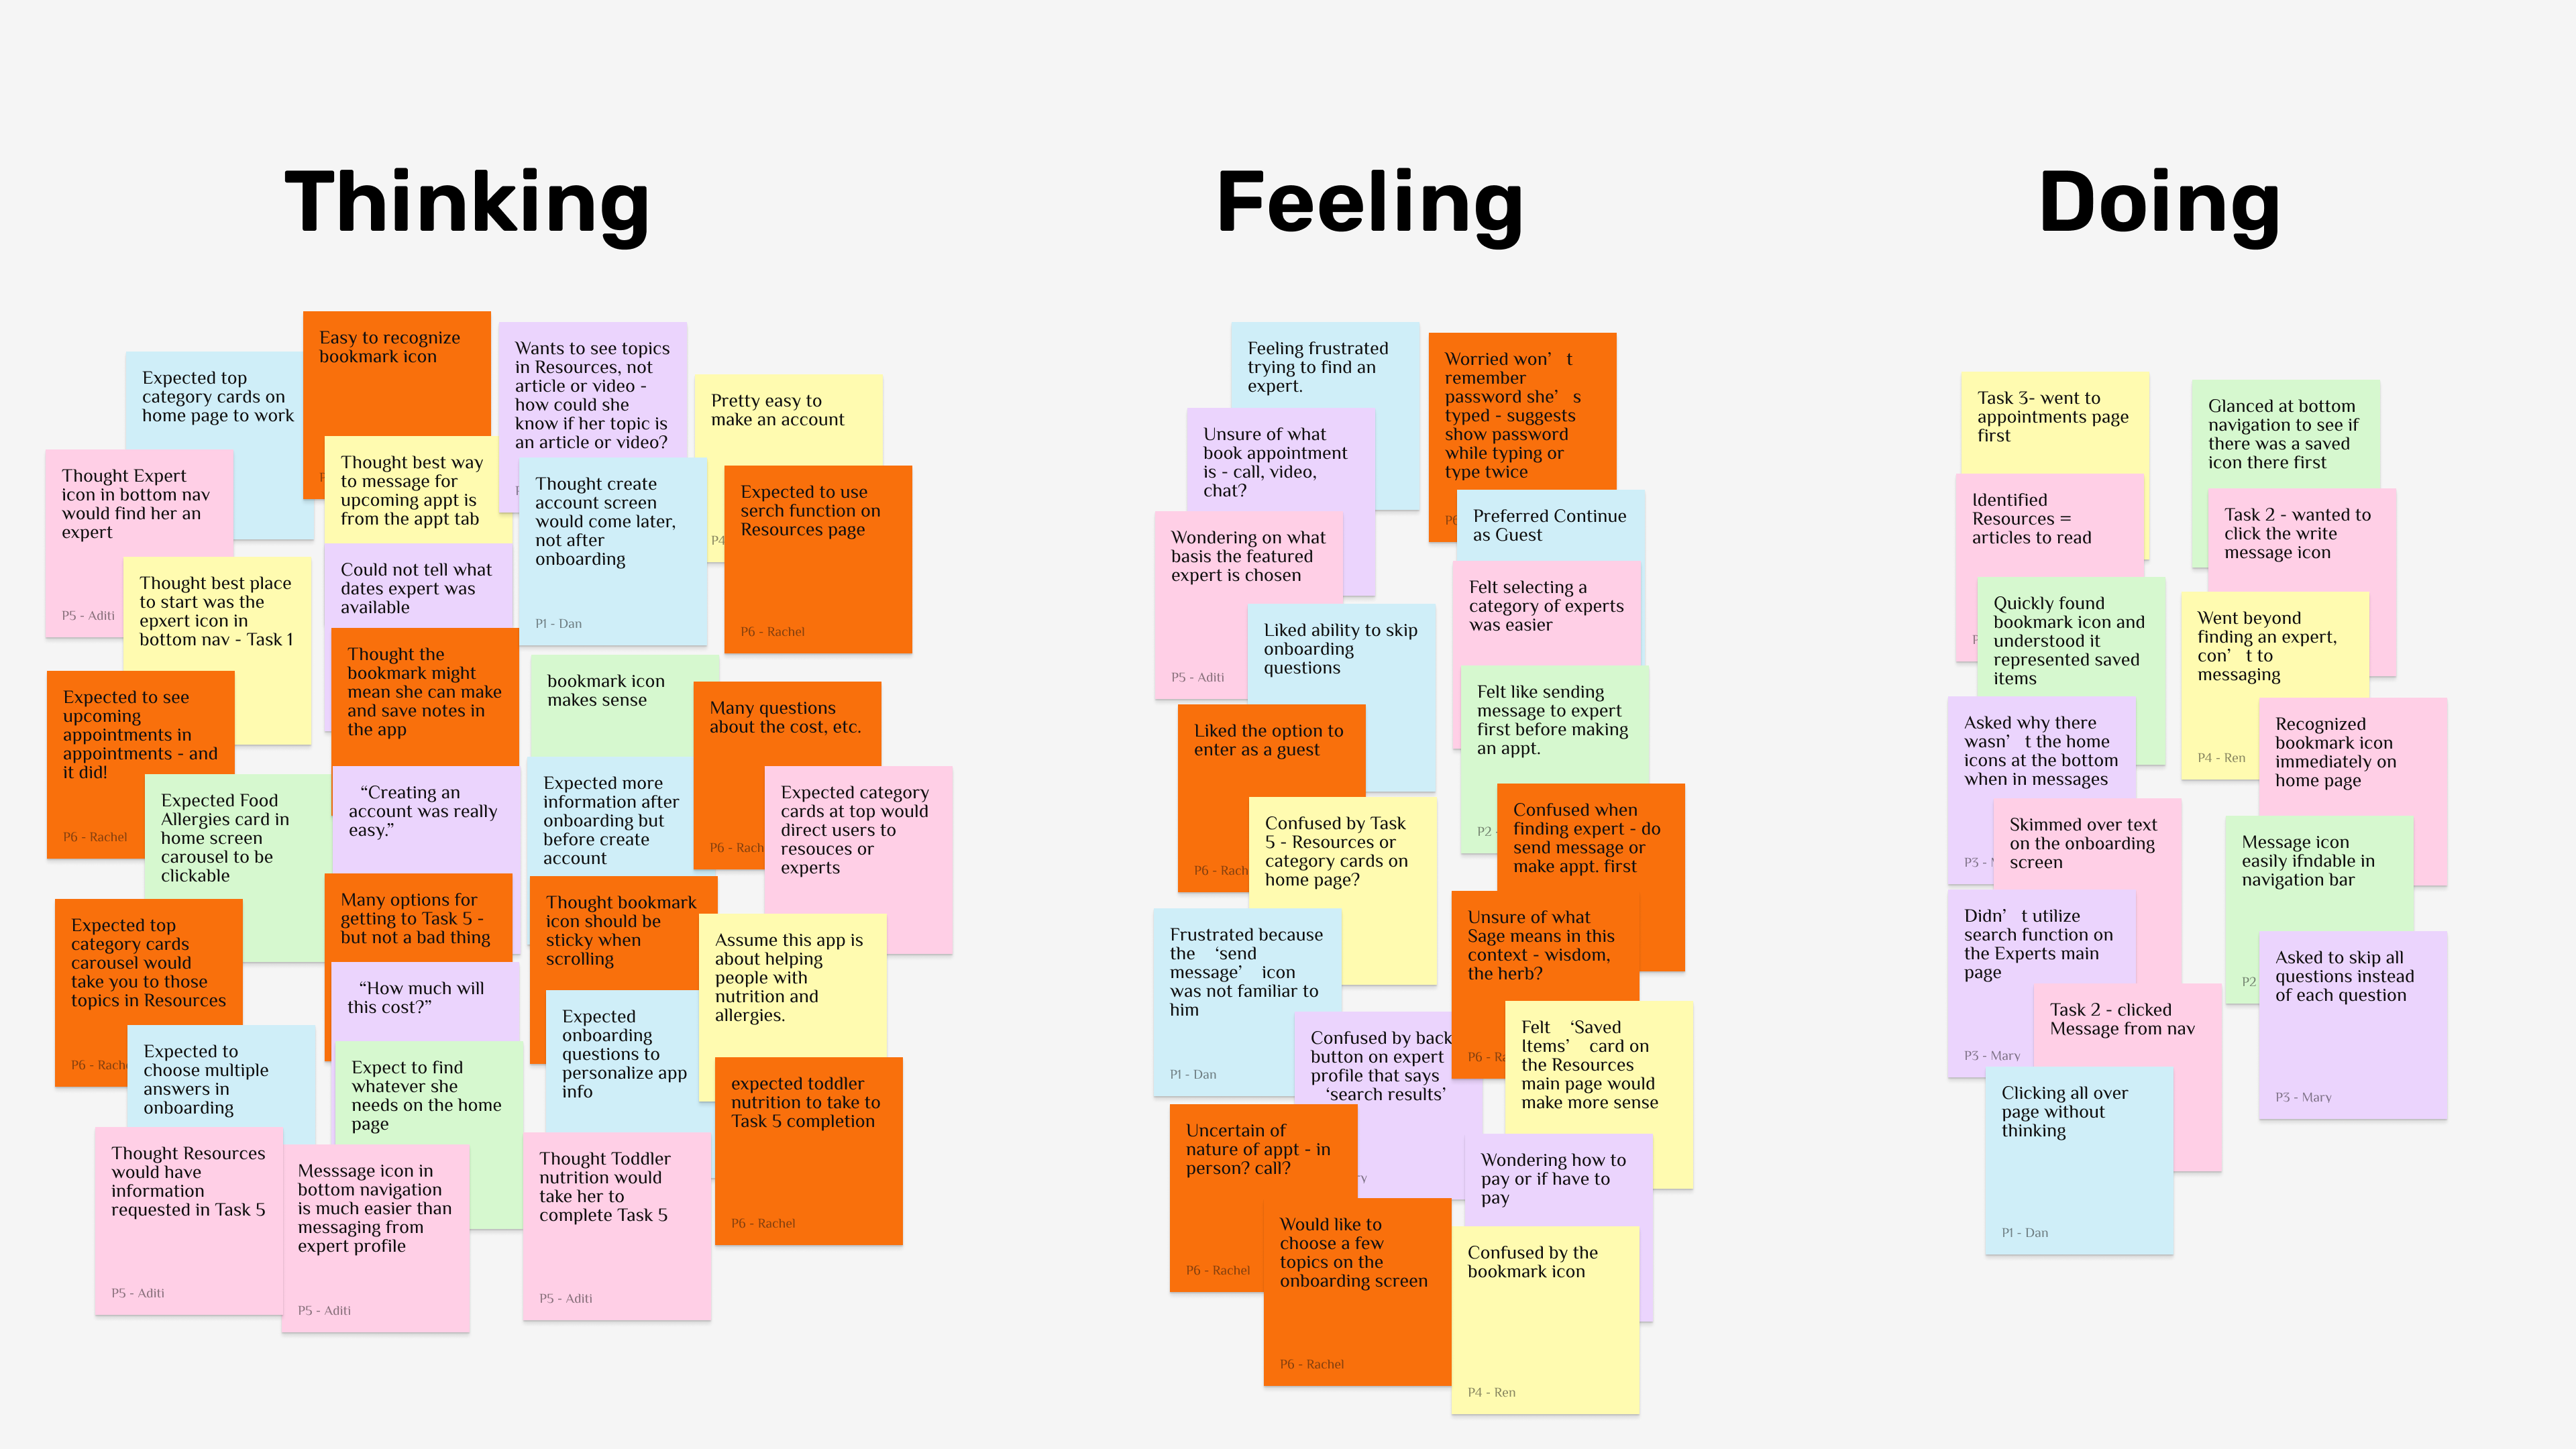 Thinking
Feeling
Doing
Expected top
category cards on
home page to work
Easy to recognize
bookmark icon
Wants to see topics
in Resources, not
article or video -
how could she
know if her topic is
an article or video?
Pretty easy to
make an account
P4
Thought Expert
icon in bottom nav
would find her an
expert
P5 - Aditi
Thought best way
to message for
upcoming appt is
from the appt tab
Thought create
account screen
would come later,
not after
onboarding
P1 - Dan
Expected to use
serch function on
Resources page
P6 - Rachel
Thought best place
to start was the
epxert icon in
bottom nav - Task 1
Could not tell what
dates expert was
available
Expected to see
upcoming
appointments in
appointments - and
it did!
P6 - Rachel
Thought the
bookmark might
mean she can make
and save notes in
the app
bookmark icon
makes sense
Many questions
about the cost, etc.
P6 - Rach
Expected Food
Allergies card in
home screen
carousel to be
clickable
“Creating an
account was really
easy.”
Expected more
information after
onboarding but
before create
account
Expected category
cards at top would
direct users to
resouces or
experts
Expected top
category cards
carousel would
take you to those
topics in Resources
P6 - Rache
Many options for
getting to Task 5 -
but not a bad thing
Thought bookmark
icon should be
sticky when
scrolling
Assume this app is
about helping
people with
nutrition and
allergies.
“How much will
this cost?”
Expected
onboarding
questions to
personalize app
info
Expected to
choose multiple
answers in
onboarding
Expect to find
whatever she
needs on the home
page
expected toddler
nutrition to take to
Task 5 completion
P6 - Rachel
Thought Resources
would have
information
requested in Task 5
P5 - Aditi
Messsage icon in
bottom navigation
is much easier than
messaging from
expert profile
P5 - Aditi
Thought Toddler
nutrition would
take her to
complete Task 5
P5 - Aditi
Feeling frustrated
trying to find an
expert.
Worried won’ t
remember
password she’ s
typed - suggests
show password
while typing or
type twice
P6
Unsure of what
book appointment
is - call, video,
chat?
Preferred Continue
as Guest
Wondering on what
basis the featured
expert is chosen
P5 - Aditi
Felt selecting a
category of experts
was easier
Liked ability to skip
onboarding
questions
Felt like sending
message to expert
first before making
an appt.
P2 -
Liked the option to
enter as a guest
P6 - Rach
Confused when
finding expert - do
send message or
make appt. first
Confused by Task
5 - Resources or
category cards on
home page?
Unsure of what
Sage means in this
context - wisdom,
the herb?
P6 - Ra
Frustrated because
the ‘send
message’ icon
was not familiar to
him
P1 - Dan
Confused by back
button on expert
profile that says
‘search results’
Felt ‘Saved
Items’ card on
the Resources
main page would
make more sense
Uncertain of
nature of appt - in
person? call?
P6 - Rachel
Wondering how to
pay or if have to
pay
Would like to
choose a few
topics on the
onboarding screen
P6 - Rachel
Confused by the
bookmark icon
P4 - Ren
Task 3- went to
appointments page
first
Glanced at bottom
navigation to see if
there was a saved
icon there first
Identified
Resources =
articles to read
Task 2 - wanted to
click the write
message icon
Quickly found
bookmark icon and
understood it
represented saved
items
Went beyond
finding an expert,
con’ t to
messaging
P4 - Ren
Asked why there
wasn’ t the home
icons at the bottom
when in messages
P3 -
Recognized
bookmark icon
immediately on
home page
Skimmed over text
on the onboarding
screen
Message icon
easily ifndable in
navigation bar
P2
Didn’ t utilize
search function on
the Experts main
page
P3 - Mary
Asked to skip all
questions instead
of each question
P3 - Mary
Task 2 - clicked
Message from nav
Clicking all over
page without
thinking
P1 - Dan